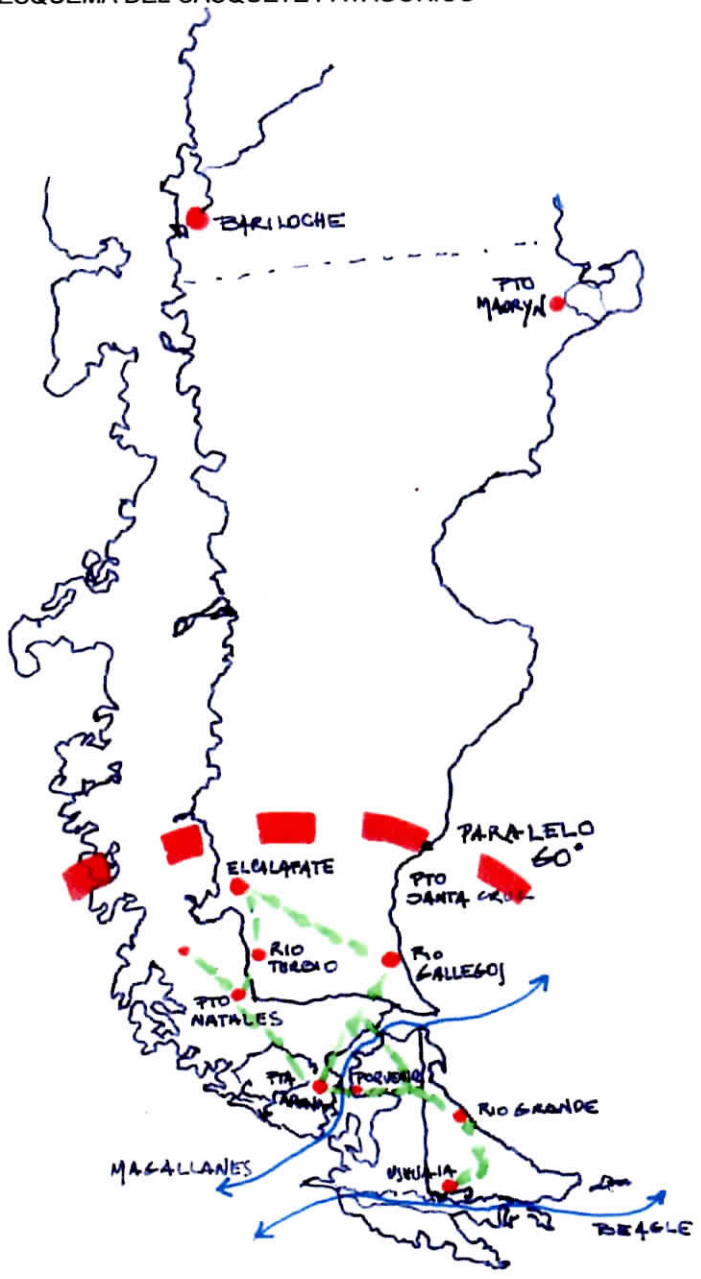 ESQUEMA DEL CASQUETE PATAGONICO
BARILOCHE
PTO
MADRYN
PARALELO
60°
EL CALAFATE
PTO
SANTA CRUZ
RIO
TURBIO
RIO
GALLEGOS
PTO
NATALES
PTA
ARENA
PORVENIR
RIO GRANDE
MAGALLANES
USHUAIA
BEAGLE